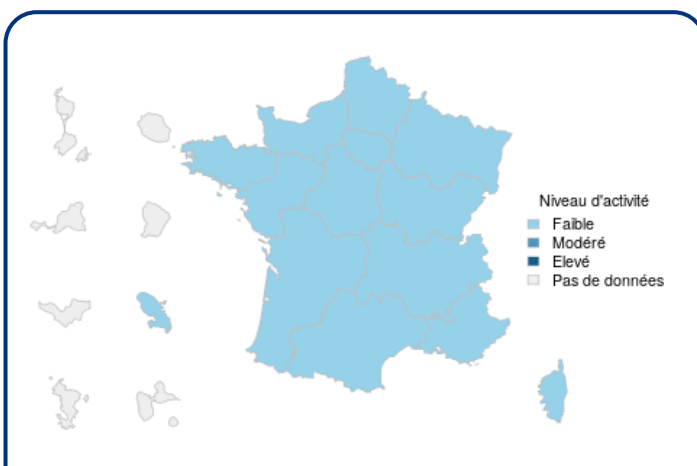 Niveau d'activité
Faible
Modéré
Elevé
Pas de données